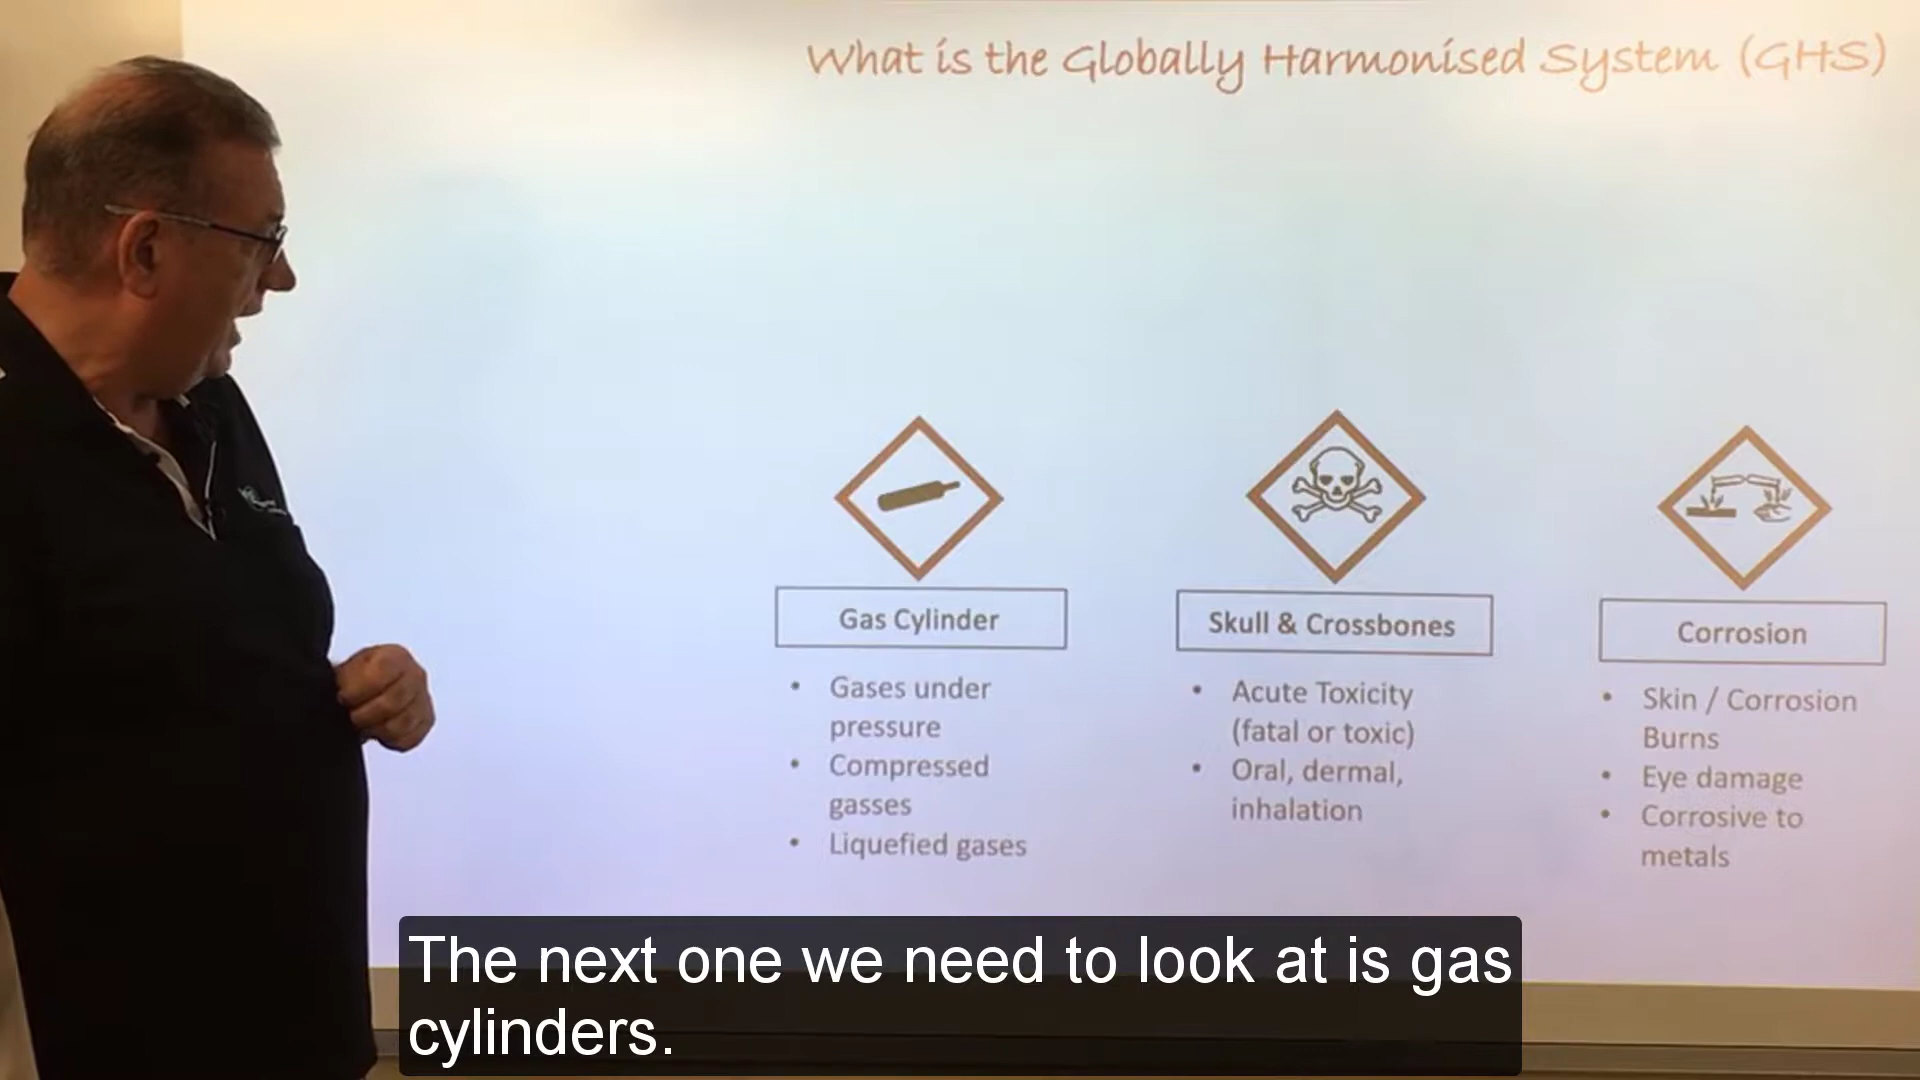 What is the Globally Harmonised System (GHS)
Gas Cylinder
• Gases under
pressure
• Compressed
gasses
• Liquefied gases
Skull & Crossbones
• Acute Toxicity
(fatal or toxic)
• Oral, dermal,
inhalation
Corrosion
• Skin / Corrosion
Burns
• Eye damage
• Corrosive to
metals
The next one we need to look at is gas
cylinders.